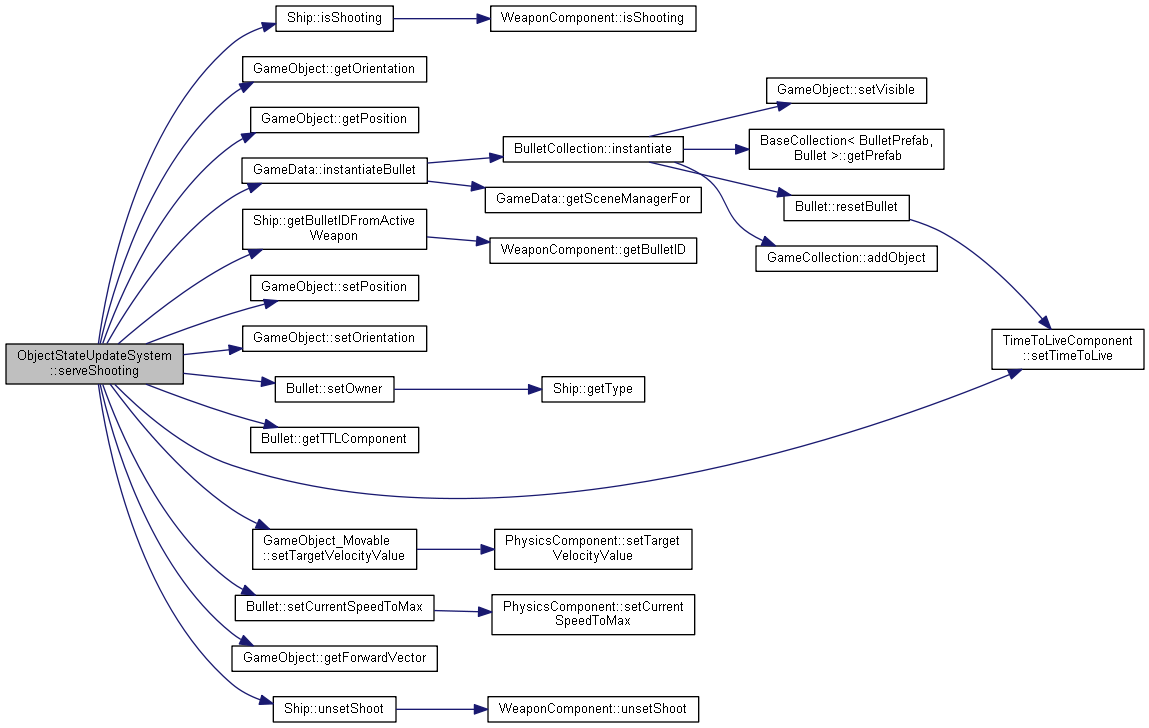 Ship::isShooting
WeaponComponent::isShooting
GameObject::getOrientation
GameObject::setVisible
GameObject::getPosition
BulletCollection::instantiate
BaseCollection< BulletPrefab,
Bullet >::getPrefab
GameData::instantiateBullet
GameData::getSceneManagerFor
Bullet::resetBullet
Ship::getBulletIDFromActive
Weapon
WeaponComponent::getBulletID
GameCollection::addObject
GameObject::setPosition
GameObject::setOrientation
TimeToLiveComponent
::setTimeToLive
ObjectStateUpdateSystem
::serveShooting
Bullet::setOwner
Ship::getType
Bullet::getTTLComponent
GameObject_Movable
::setTargetVelocityValue
PhysicsComponent::setTarget
VelocityValue
Bullet::setCurrentSpeedToMax
PhysicsComponent::setCurrent
SpeedToMax
GameObject::getForwardVector
Ship::unsetShoot
WeaponComponent::unsetShoot